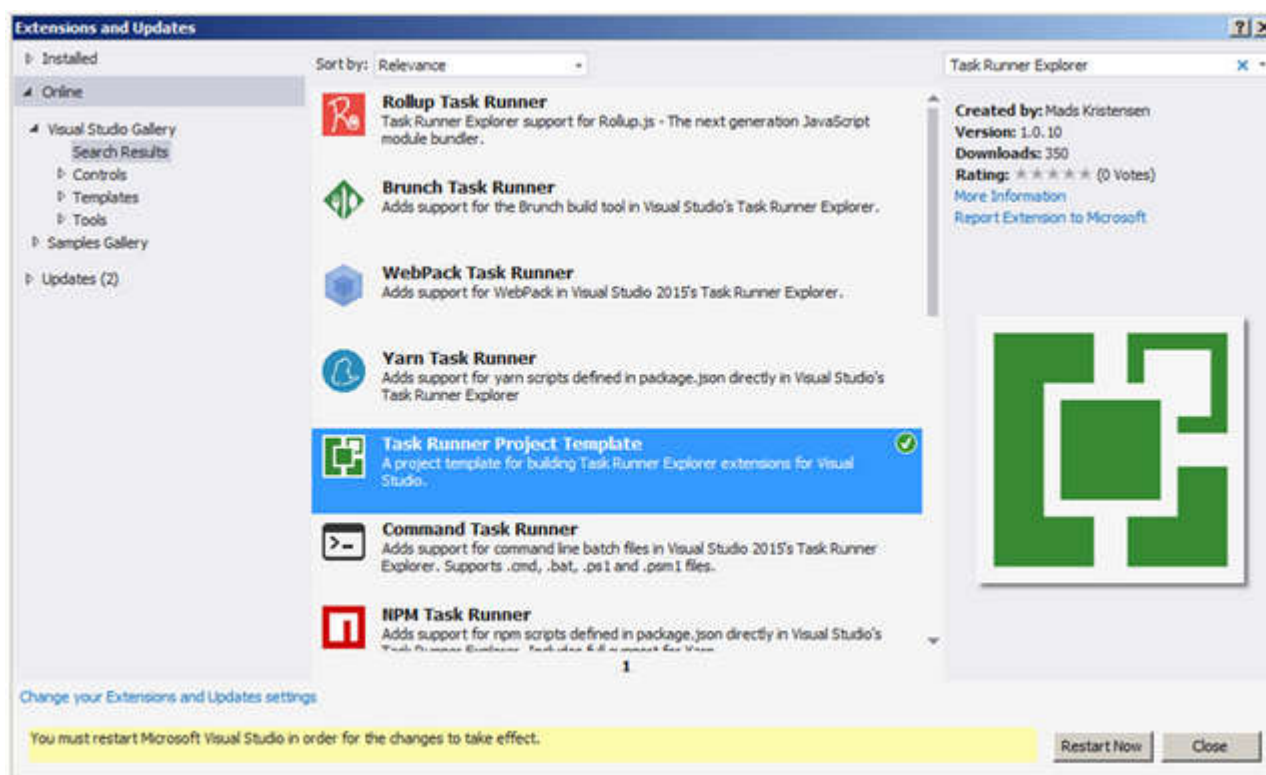 Extensions and Updates
Installed
Online
Visual Studio Gallery
Search Results
Controls
Templates
Tools
Samples Gallery
Updates (2)
Sort by: Relevance
Rollup Task Runner
Task Runner Explorer support for Rollup.js - The next generation JavaScript
module bundler.
Brunch Task Runner
Adds support for the Brunch build tool in Visual Studio's Task Runner Explorer.
WebPack Task Runner
Adds support for WebPack in Visual Studio 2015's Task Runner Explorer.
Yarn Task Runner
Adds support for yarn scripts defined in package.json directly in Visual Studio's
Task Runner Explorer
Task Runner Project Template
A project template for building Task Runner Explorer extensions for Visual
Studio.
Command Task Runner
Adds support for command line batch files in Visual Studio 2015's Task Runner
Explorer. Supports .cmd, .bat, .ps1 and .psm1 files.
NPM Task Runner
Adds support for npm scripts defined in package.json directly in Visual Studio's
Task Runner Explorer. Includes full support for Yarn.
1
Task Runner Explorer
Created by: Mads Kristensen
Version: 1.0.10
Downloads: 350
Rating: (0 Votes)
More Information
Report Extension to Microsoft
Change your Extensions and Updates settings
You must restart Microsoft Visual Studio in order for the changes to take effect.
Restart Now
Close